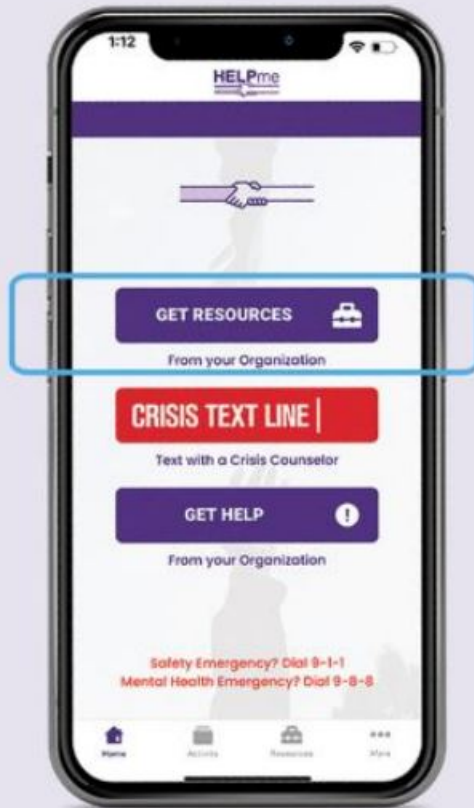 1:12
HELPme
GET RESOURCES
From your Organization
CRISIS TEXT LINE |
Text with a Crisis Counselor
GET HELP !
From your Organization
Safety Emergency? Dial 9-1-1
Mental Health Emergency? Dial 9-8-8
Home Activity Resources More